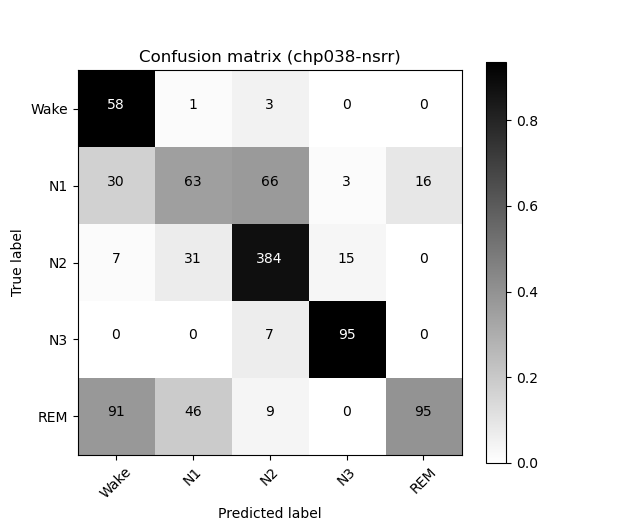 Confusion matrix (chp038-nsrr)
Wake 58 1 3 0 0
N1 30 63 66 3 16
N2 7 31 384 15 0
N3 0 0 7 95 0
REM 91 46 9 0 95
Wake N1 N2 N3 REM
Predicted label
True label
0.8
0.6
0.4
0.2
0.0